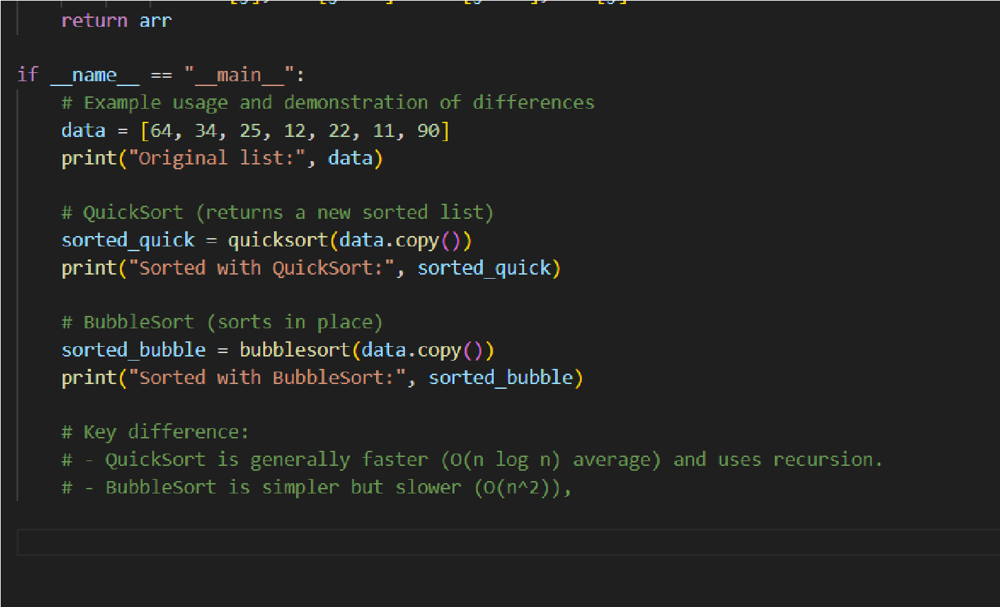 return arr
if __name__ == "__main__":
# Example usage and demonstration of differences
data = [64, 34, 25, 12, 22, 11, 90]
print("Original list:", data)
# QuickSort (returns a new sorted list)
sorted_quick = quicksort(data.copy())
print("Sorted with QuickSort:", sorted_quick)
# BubbleSort (sorts in place)
sorted_bubble = bubblesort(data.copy())
print("Sorted with BubbleSort:", sorted_bubble)
# Key difference:
# - QuickSort is generally faster (O(n log n) average) and uses recursion.
# - BubbleSort is simpler but slower (O(n^2)),